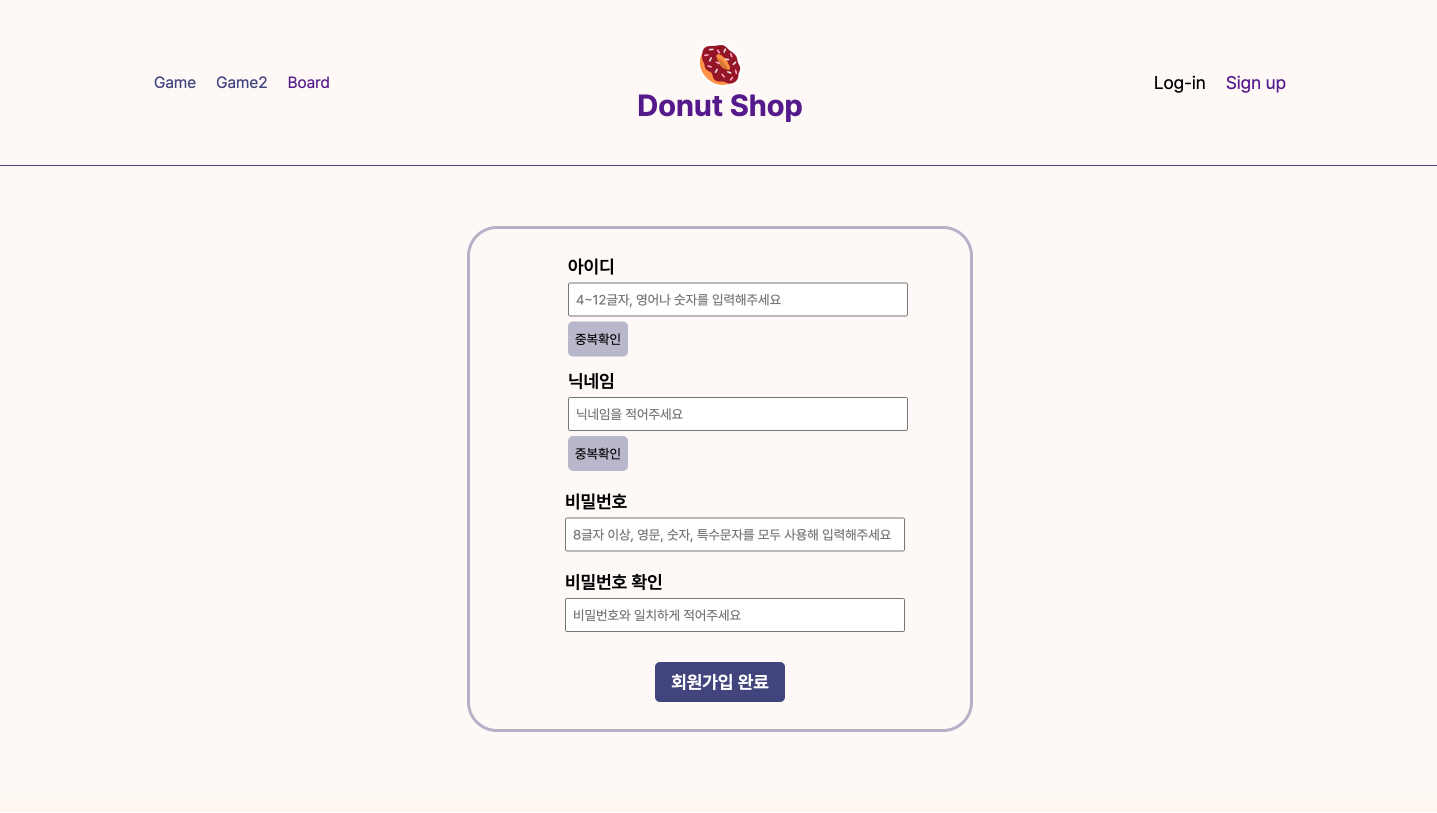 Game Game2 Board
Donut Shop
Log-in Sign up
아이디
4~12글자, 영어나 숫자를 입력해주세요
중복확인
닉네임
닉네임을 적어주세요
중복확인
비밀번호
8글자 이상, 영문, 숫자, 특수문자를 모두 사용해 입력해주세요
비밀번호 확인
비밀번호와 일치하게 적어주세요
회원가입 완료